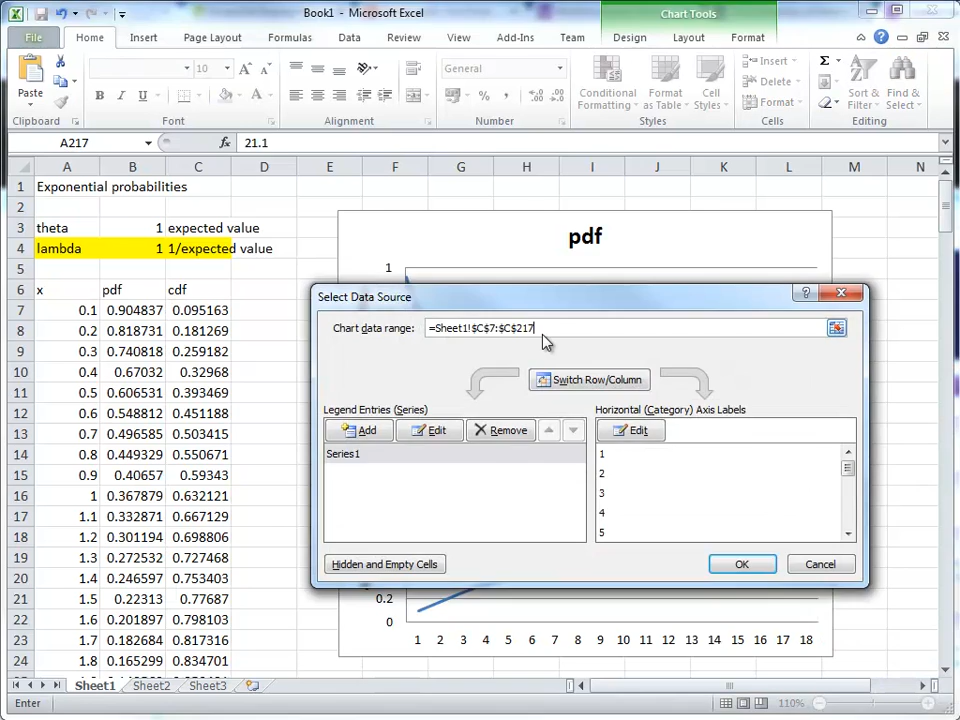 Book1 - Microsoft Excel
Chart Tools
File Home Insert Page Layout Formulas Data Review View Add-Ins Team Design Layout Format
Paste
B I U
10 A A
General
$ % ,
Conditional Formatting
Format as Table
Cell Styles
Insert
Delete
Format
Sort & Filter
Find & Select
Clipboard Font Alignment Number Styles Cells Editing
A217 fx 21.1
A B C D E F G H I J K L M N
1 Exponential probabilities
2
3 theta 1 expected value
4 lambda 1 1/expected value
5
6 x pdf cdf
7 0.1 0.904837 0.095163
8 0.2 0.818731 0.181269
9 0.3 0.740818 0.259182
10 0.4 0.67032 0.32968
11 0.5 0.606531 0.393469
12 0.6 0.548812 0.451188
13 0.7 0.496585 0.503415
14 0.8 0.449329 0.550671
15 0.9 0.40657 0.59343
16 1 0.367879 0.632121
17 1.1 0.332871 0.667129
18 1.2 0.301194 0.698806
19 1.3 0.272532 0.727468
20 1.4 0.246597 0.753403
21 1.5 0.22313 0.77687
22 1.6 0.201897 0.798103
23 1.7 0.182684 0.817316
24 1.8 0.165299 0.834701
pdf
1
Select Data Source
Chart data range: =Sheet1!$C$7:$C$217
Switch Row/Column
Legend Entries (Series)
Add Edit Remove
Series1
Horizontal (Category) Axis Labels
Edit
1
2
3
4
5
Hidden and Empty Cells
OK Cancel
0.2
0
1 2 3 4 5 6 7 8 9 10 11 12 13 14 15 16 17 18
Sheet1 Sheet2 Sheet3
Enter
110%